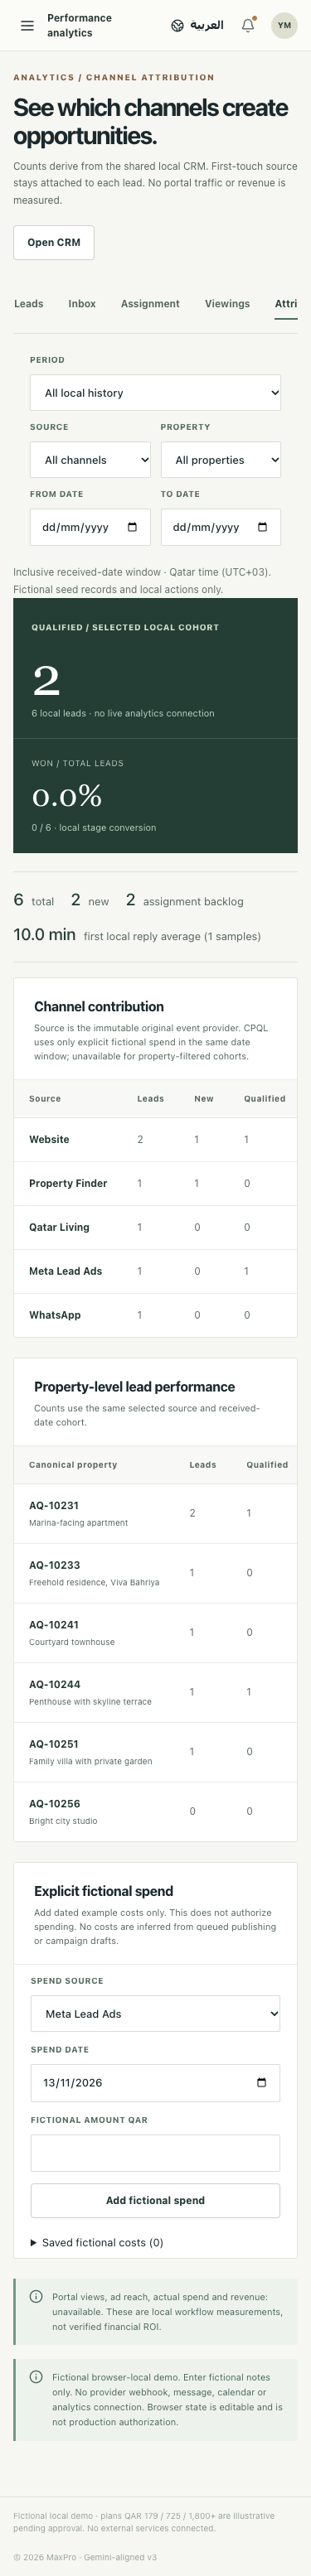 Performance
analytics
العربية
YM
ANALYTICS / CHANNEL ATTRIBUTION
See which channels create
opportunities.
Counts derive from the shared local CRM. First-touch source
stays attached to each lead. No portal traffic or revenue is
measured.
Open CRM
Leads Inbox Assignment Viewings Attri
PERIOD
All local history
SOURCE PROPERTY
All channels All properties
FROM DATE TO DATE
dd/mm/yyyy dd/mm/yyyy
Inclusive received-date window · Qatar time (UTC+03).
Fictional seed records and local actions only.
QUALIFIED / SELECTED LOCAL COHORT
2
6 local leads · no live analytics connection
WON / TOTAL LEADS
0.0%
0 / 6 · local stage conversion
6 total 2 new 2 assignment backlog
10.0 min first local reply average (1 samples)
Channel contribution
Source is the immutable original event provider. CPQL
uses only explicit fictional spend in the same date
window; unavailable for property-filtered cohorts.
Source Leads New Qualified
Website 2 1 1
Property Finder 1 1 0
Qatar Living 1 0 0
Meta Lead Ads 1 0 1
WhatsApp 1 0 0
Property-level lead performance
Counts use the same selected source and received-
date cohort.
Canonical property Leads Qualified
AQ-10231 2 1
Marina-facing apartment
AQ-10233 1 0
Freehold residence, Viva Bahriya
AQ-10241 1 0
Courtyard townhouse
AQ-10244 1 1
Penthouse with skyline terrace
AQ-10251 1 0
Family villa with private garden
AQ-10256 0 0
Bright city studio
Explicit fictional spend
Add dated example costs only. This does not authorize
spending. No costs are inferred from queued publishing
or campaign drafts.
SPEND SOURCE
Meta Lead Ads
SPEND DATE
13/11/2026
FICTIONAL AMOUNT QAR
Add fictional spend
Saved fictional costs (0)
Portal views, ad reach, actual spend and revenue:
unavailable. These are local workflow measurements,
not verified financial ROI.
Fictional browser-local demo. Enter fictional notes
only. No provider webhook, message, calendar or
analytics connection. Browser state is editable and is
not production authorization.
Fictional local demo · plans QAR 179 / 725 / 1,800+ are illustrative
pending approval. No external services connected.
© 2026 MaxPro · Gemini-aligned v3